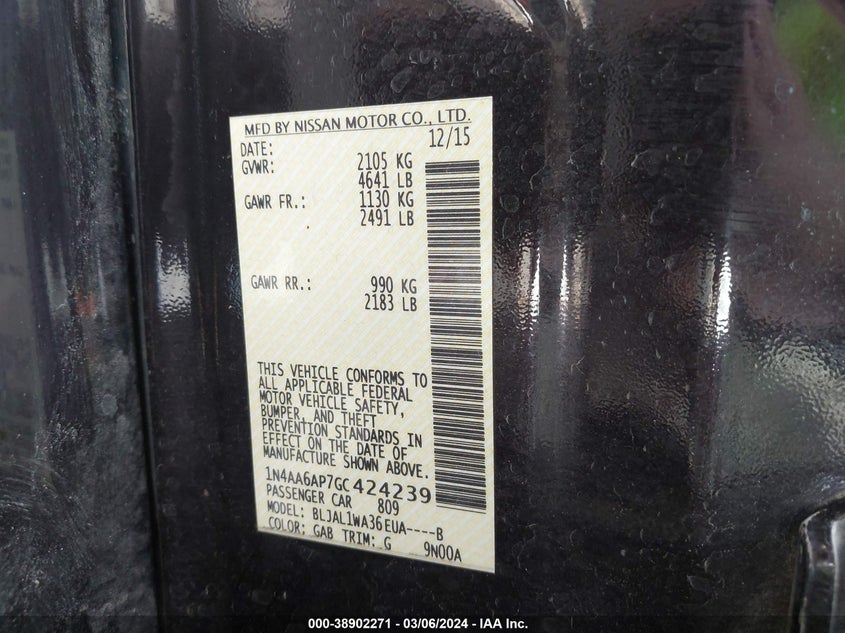 MFD BY NISSAN MOTOR CO., LTD.
DATE: 12/15
GVWR: 2105 KG
4641 LB
GAWR FR.: 1130 KG
2491 LB
GAWR RR.: 990 KG
2183 LB
THIS VEHICLE CONFORMS TO
ALL APPLICABLE FEDERAL
MOTOR VEHICLE SAFETY,
BUMPER, AND THEFT
PREVENTION STANDARDS IN
EFFECT ON THE DATE OF
MANUFACTURE SHOWN ABOVE.
1N4AA6AP7GC424239
PASSENGER CAR 809
MODEL: BLJAL1WA36EUA----B
COLOR: GAB TRIM: G 9N00A
000-38902271 - 03/06/2024 - IAA Inc.